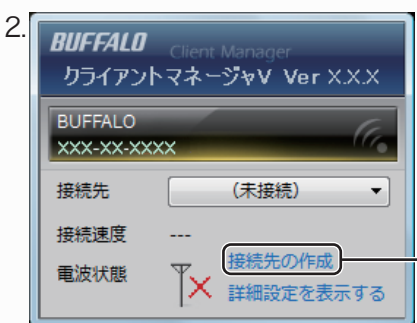 2.
BUFFALO Client Manager
クライアントマネージャV Ver X.X.X
BUFFALO
XXX-XX-XXXX
接続先 (未接続)
接続速度 ---
電波状態 接続先の作成
詳細設定を表示する